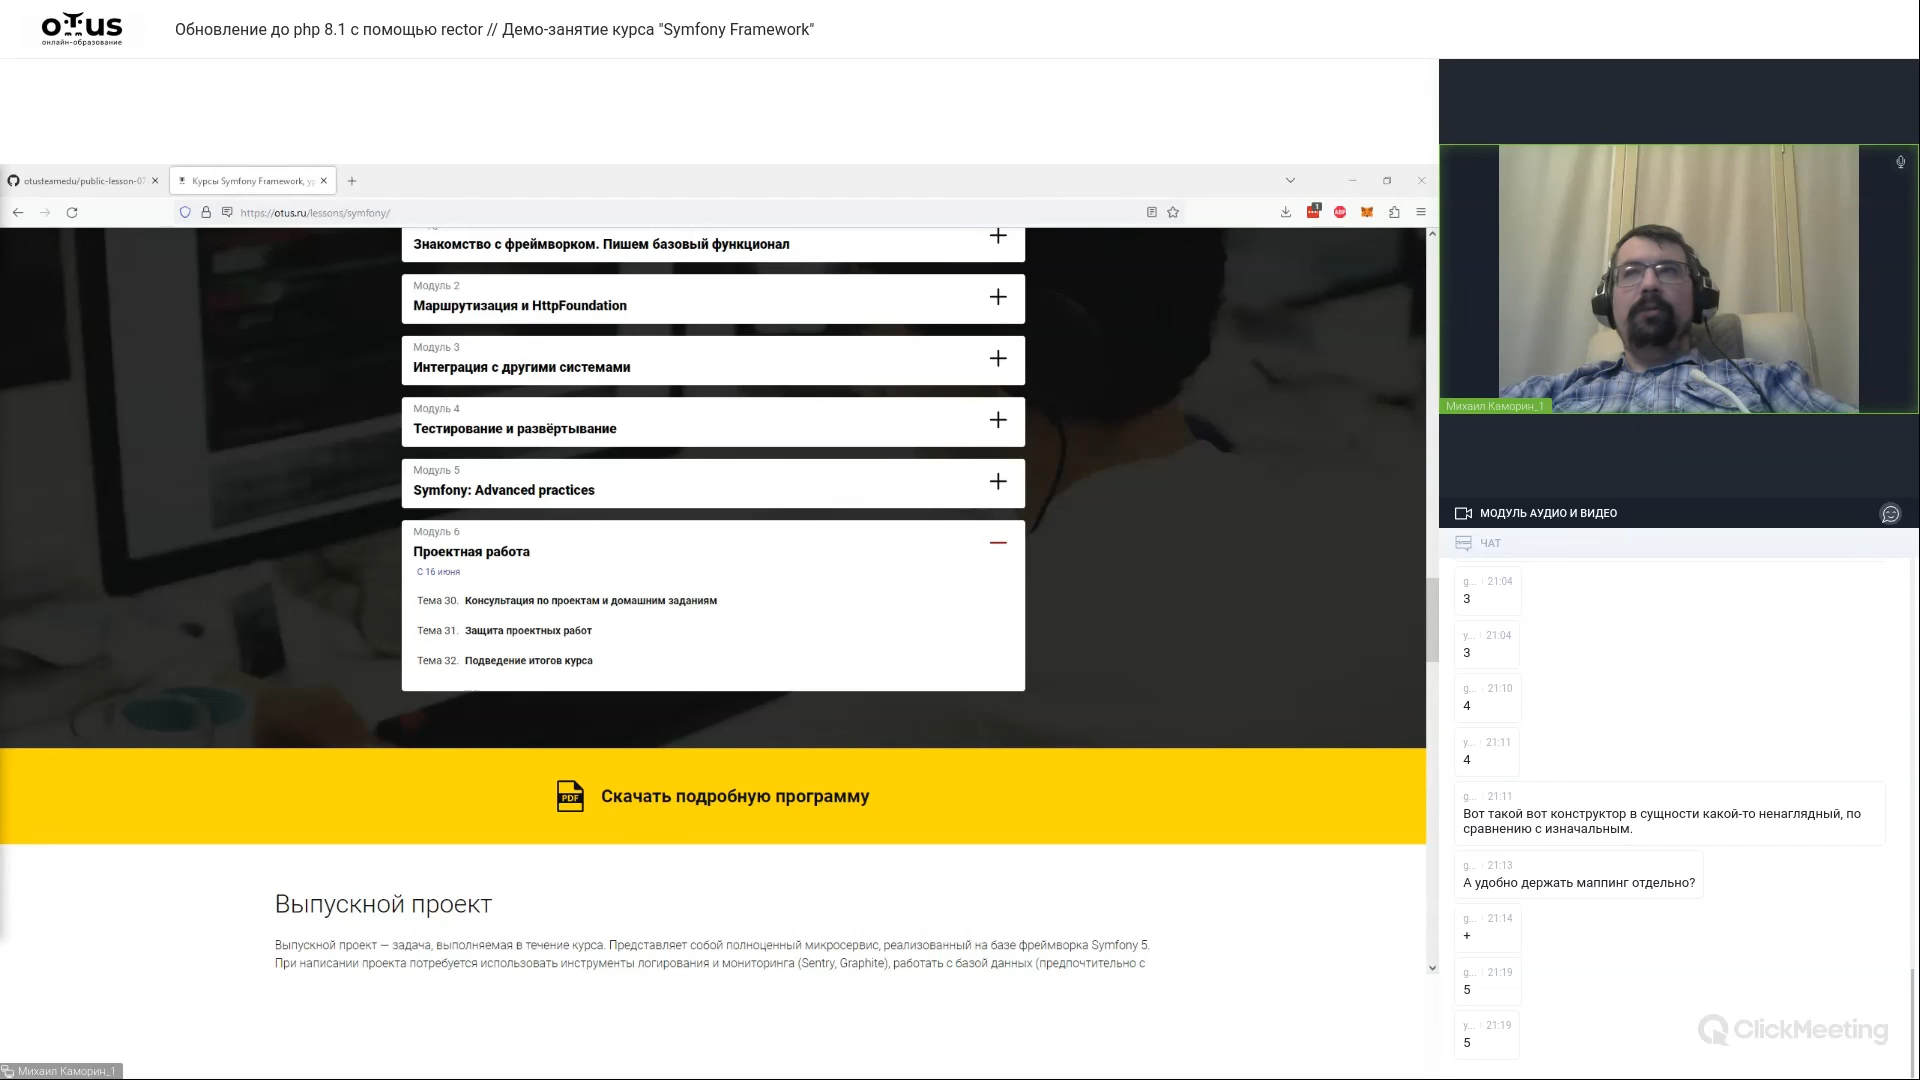 otus
онлайн-образование
Обновление до php 8.1 с помощью rector // Демо-занятие курса "Symfony Framework"
otusteamedu/public-lesson-07
Курсы Symfony Framework, ур
https://otus.ru/lessons/symfony/
1
ABP
Знакомство с фреймворком. Пишем базовый функционал
Модуль 2
Маршрутизация и HttpFoundation
Модуль 3
Интеграция с другими системами
Модуль 4
Тестирование и развёртывание
Модуль 5
Symfony: Advanced practices
Модуль 6
Проектная работа
С 16 июня
Тема 30. Консультация по проектам и домашним заданиям
Тема 31. Защита проектных работ
Тема 32. Подведение итогов курса
PDF
Скачать подробную программу
Выпускной проект
Выпускной проект — задача, выполняемая в течение курса. Представляет собой полноценный микросервис, реализованный на базе фреймворка Symfony 5.
При написании проекта потребуется использовать инструменты логирования и мониторинга (Sentry, Graphite), работать с базой данных (предпочтительно с
Михаил Каморин_1
Михаил Каморин_1
МОДУЛЬ АУДИО И ВИДЕО
ЧАТ
g... 21:04
3
y... 21:04
3
g... 21:10
4
y... 21:11
4
g... 21:11
Вот такой вот конструктор в сущности какой-то ненаглядный, по
сравнению с изначальным.
g... 21:13
А удобно держать маппинг отдельно?
g... 21:14
+
g... 21:19
5
y... 21:19
5
ClickMeeting